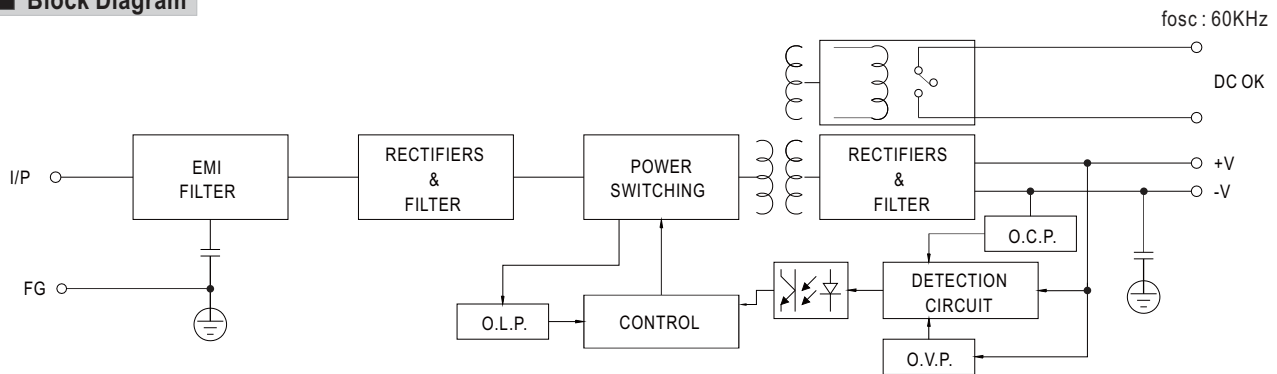 Block Diagram
fosc : 60KHz
DC OK
I/P
EMI
FILTER
RECTIFIERS
&
FILTER
POWER
SWITCHING
RECTIFIERS
&
FILTER
+V
-V
O.C.P.
FG
O.L.P.
CONTROL
DETECTION
CIRCUIT
O.V.P.